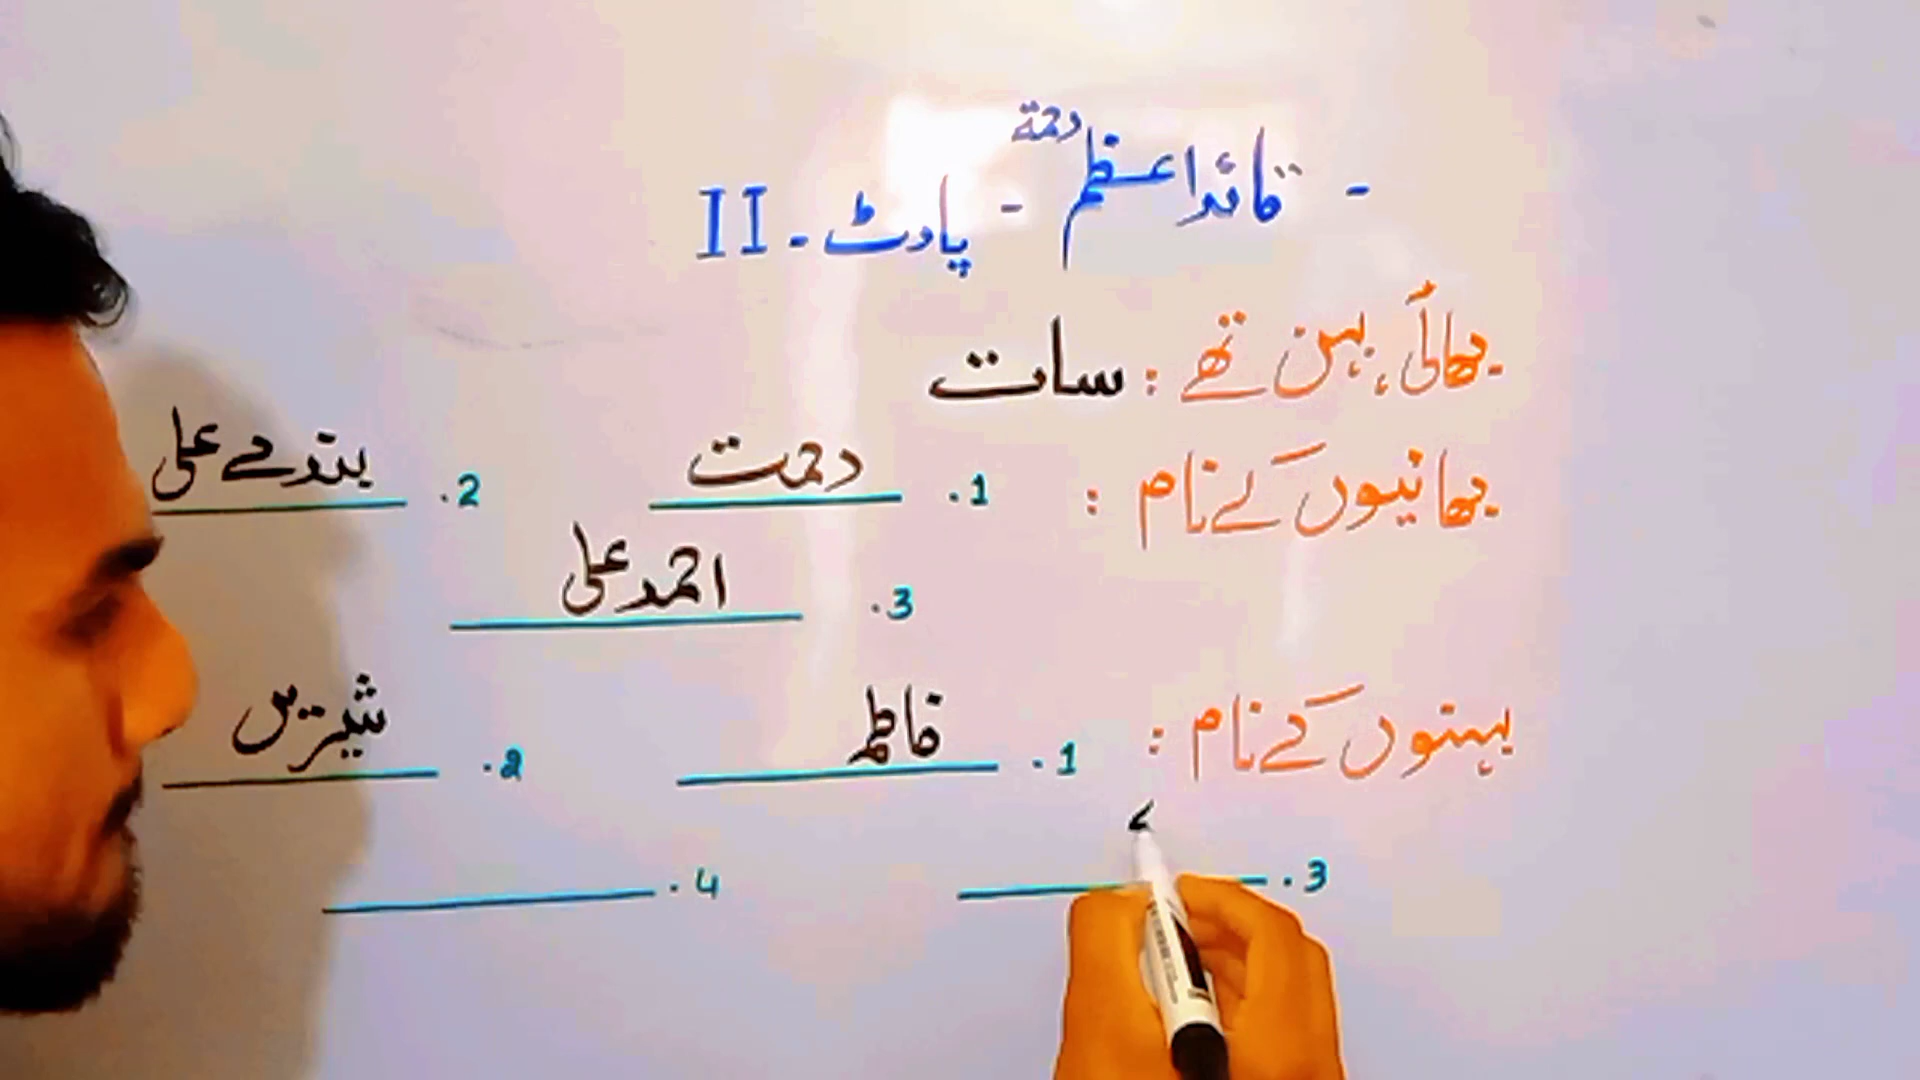 - قائداعظم رحمۃ - پارٹ - II
بھائی، بہن تھے : سات
بھائیوں کے نام : 1. رحمت 2. بندے علی
3. احمد علی
بہنوں کے نام : 1. فاطمہ 2. شیریں
3. 4.